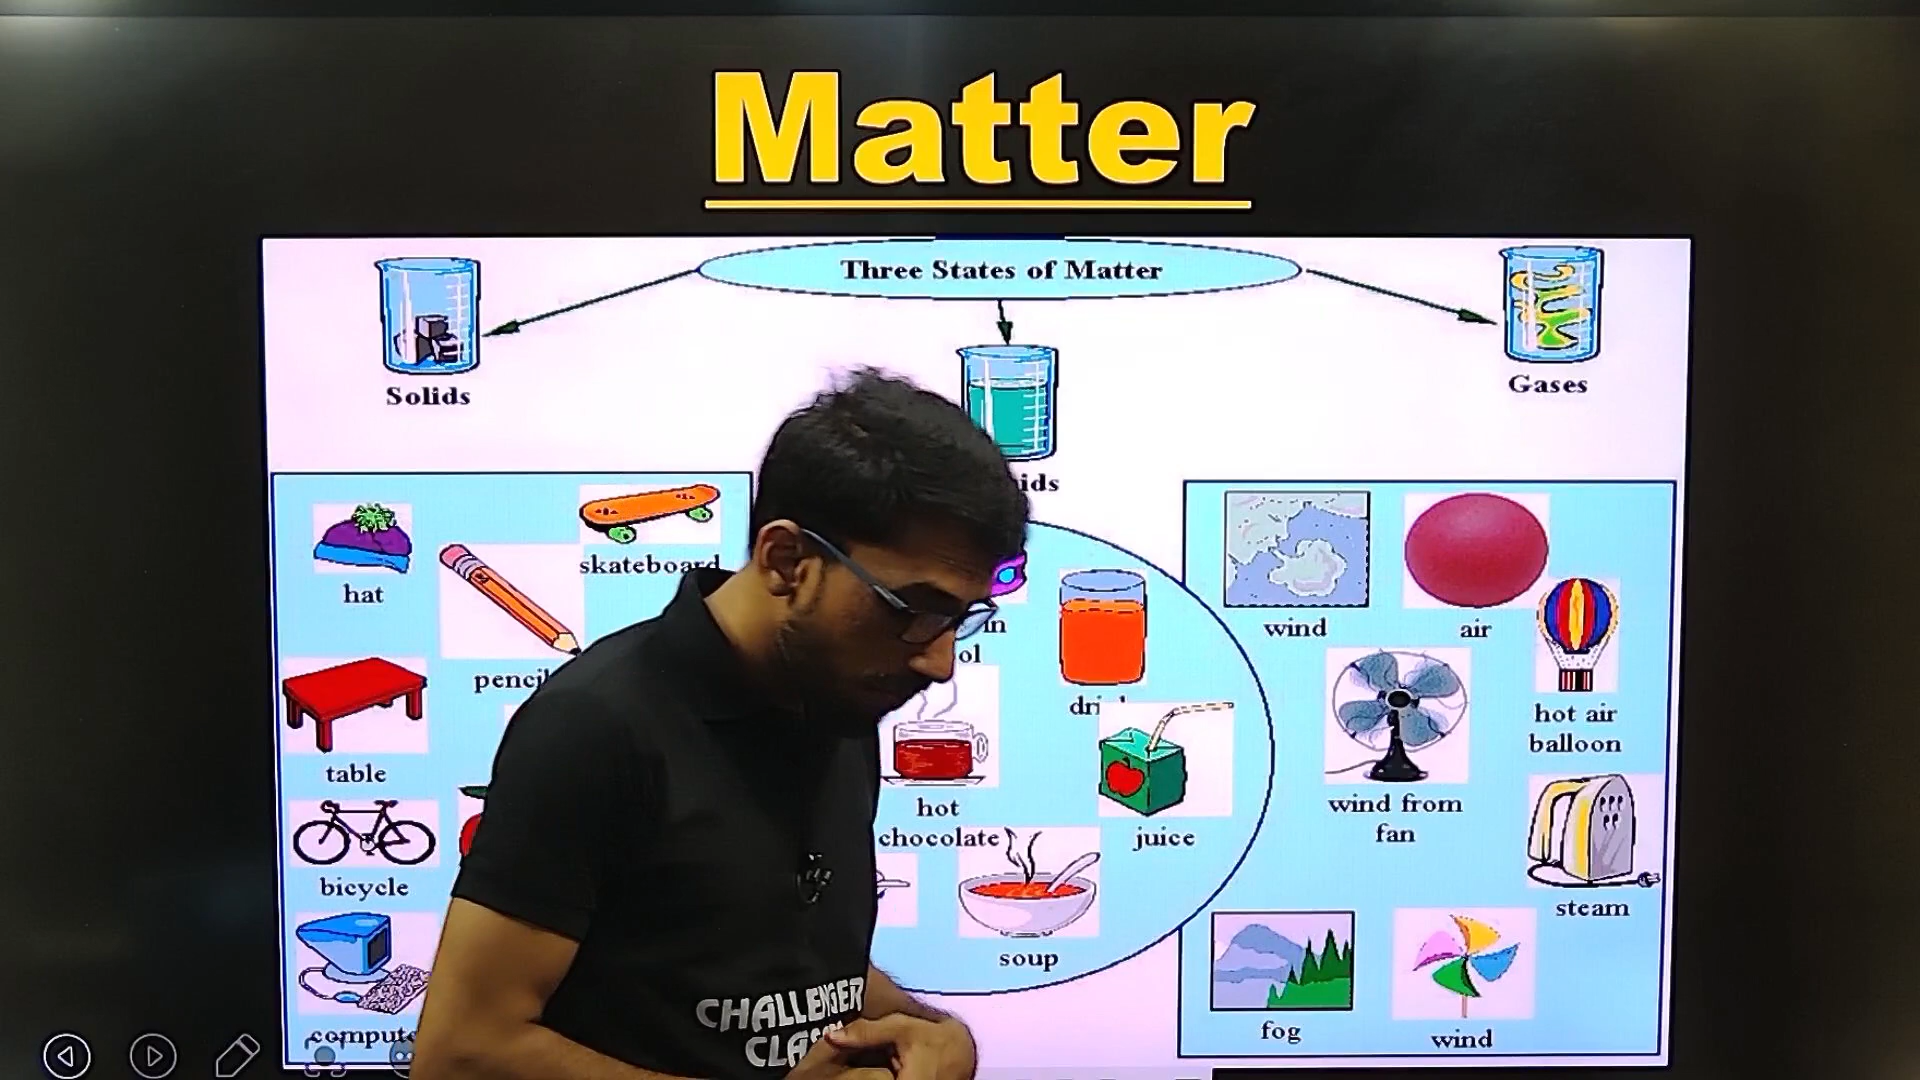 Matter
Three States of Matter
Solids
Gases
hat
skateboard
table
bicycle
hot
chocolate
soup
juice
wind
air
hot air
balloon
wind from
fan
steam
fog
wind
CHALLENGER